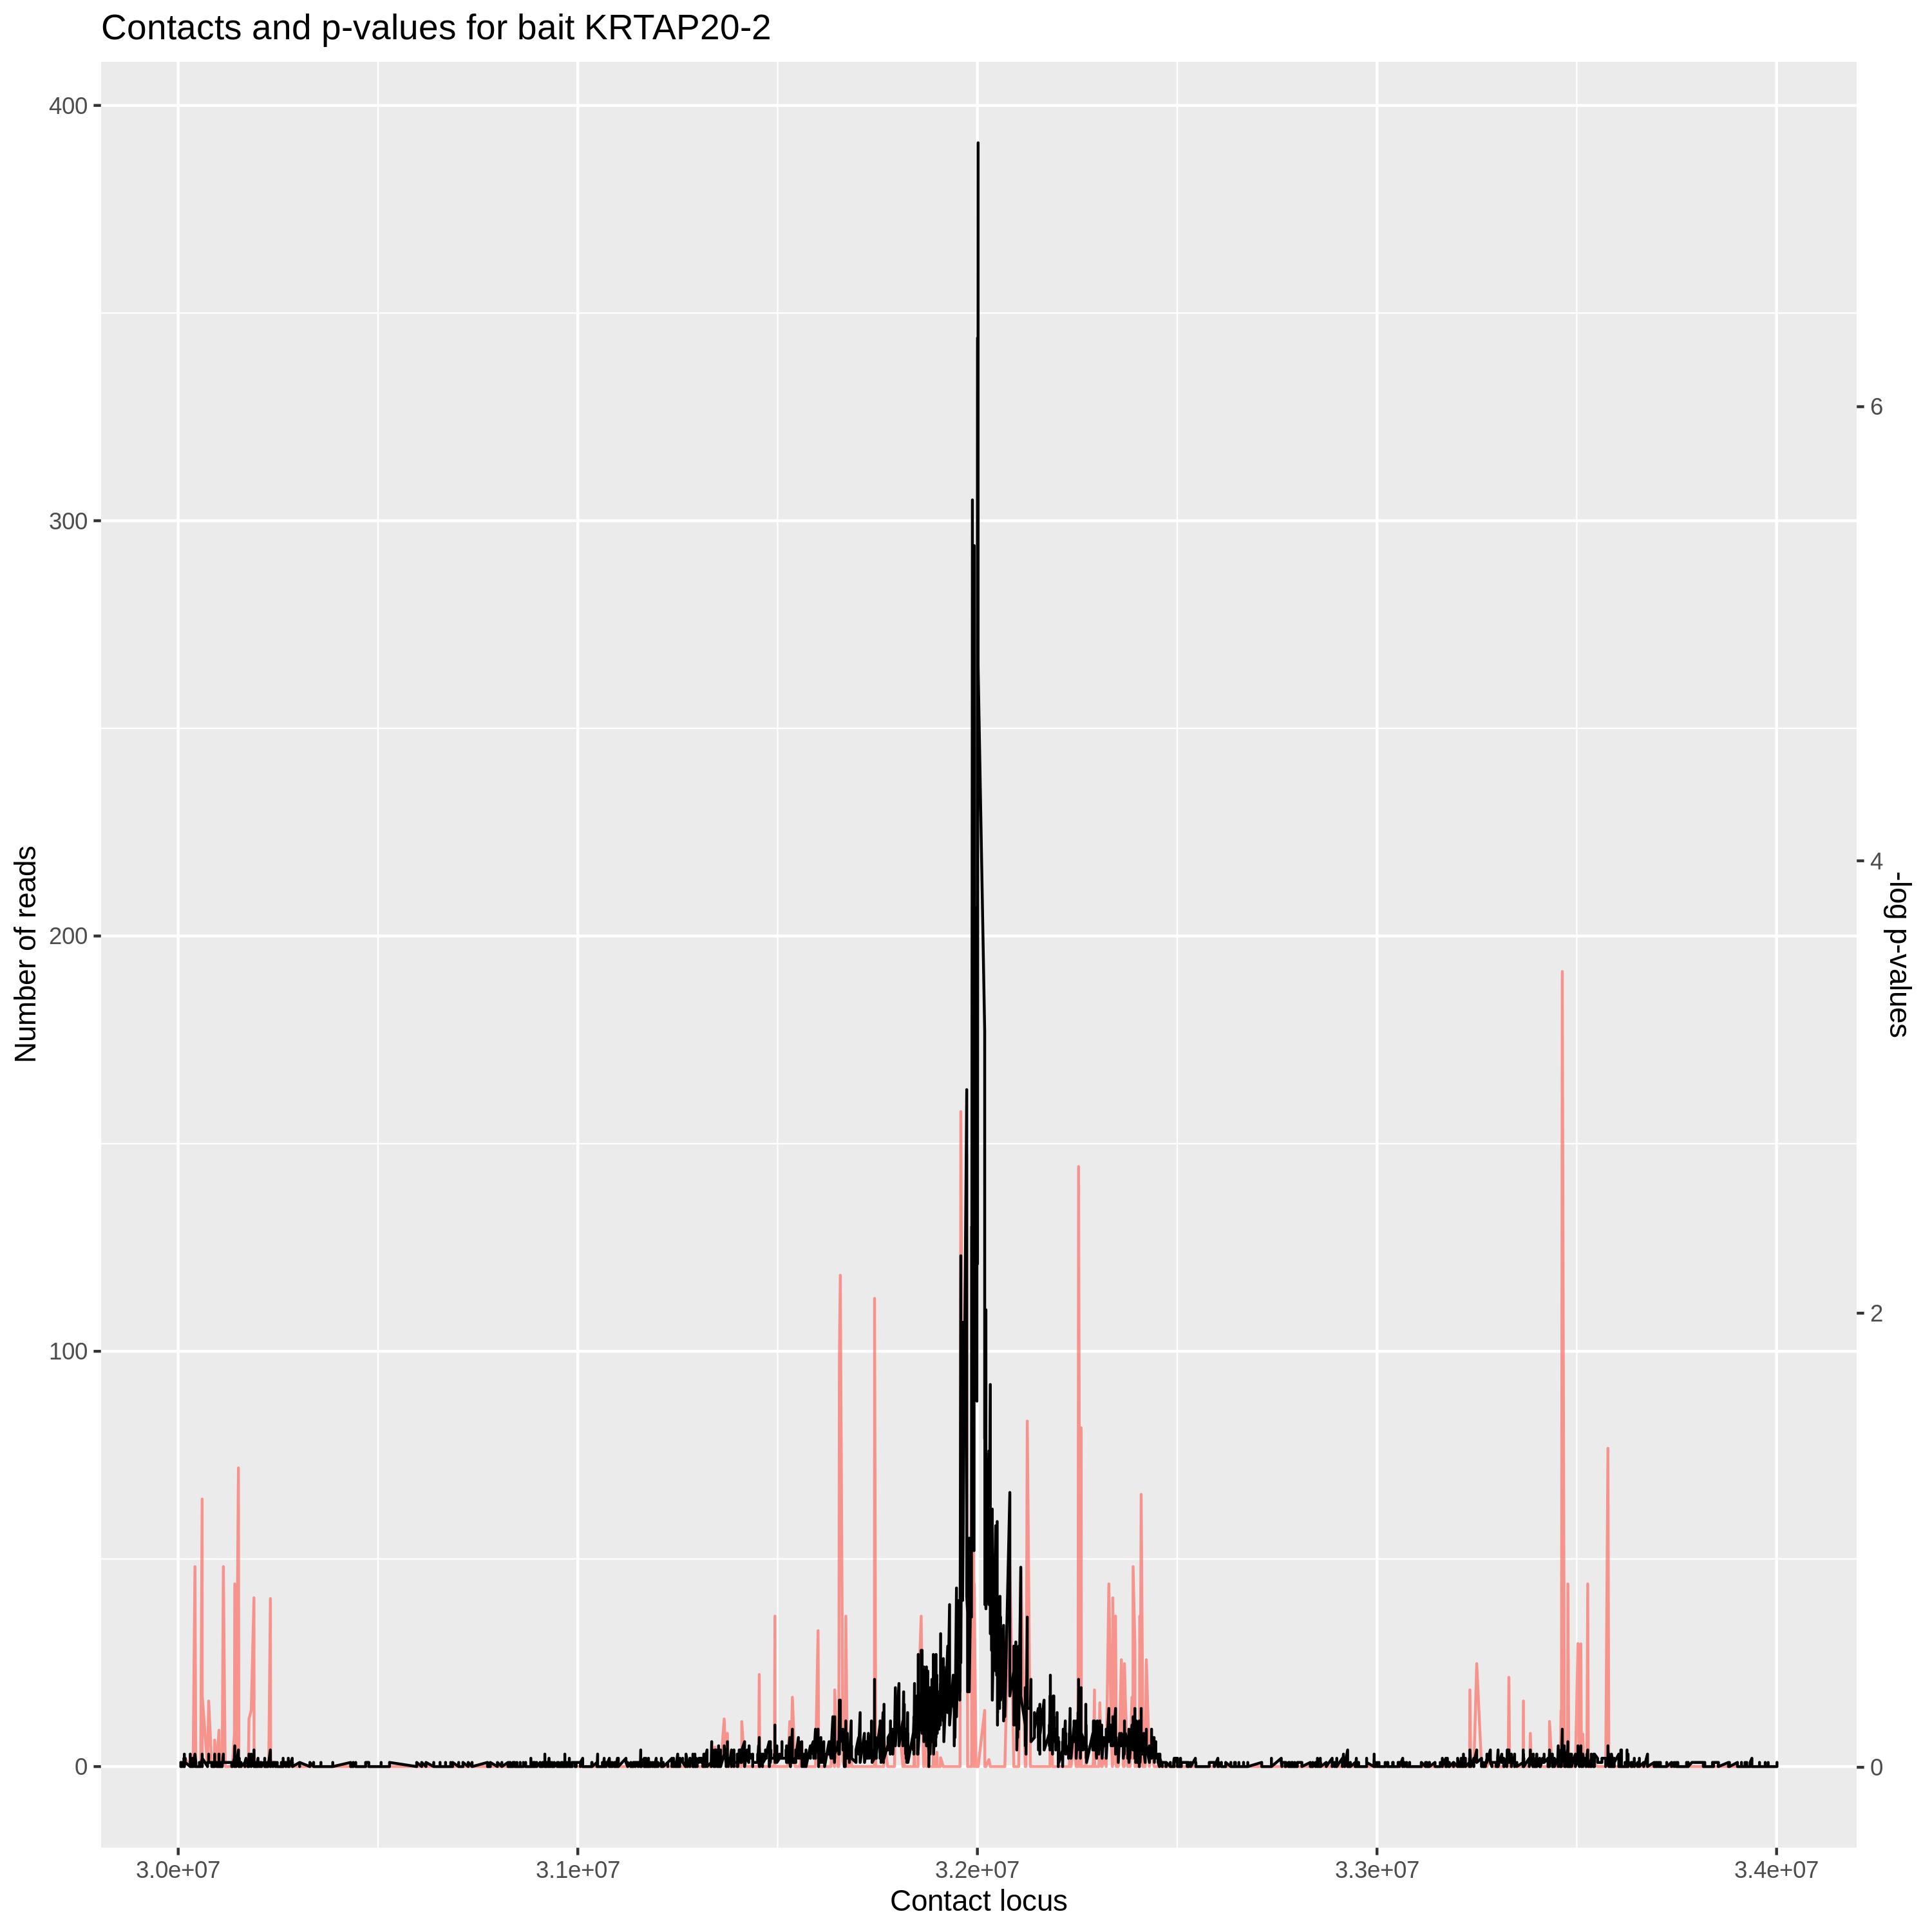 Contacts and p-values for bait KRTAP20-2
400
300
200
100
0
Number of reads
6
4
2
0
-log p-values
3.0e+07
3.1e+07
3.2e+07
3.3e+07
3.4e+07
Contact locus